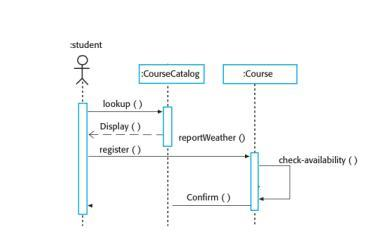 :student
:CourseCatalog
:Course
lookup ( )
Display ( )
reportWeather ()
register ( )
check-availability ( )
Confirm ( )